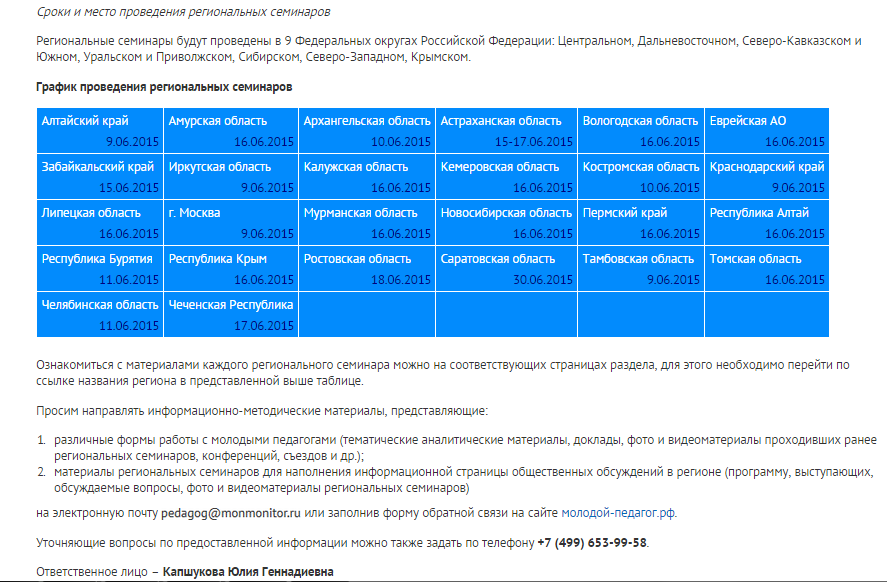 Сроки и место проведения региональных семинаров
Региональные семинары будут проведены в 9 Федеральных округах Российской Федерации: Центральном, Дальневосточном, Северо-Кавказском и
Южном, Уральском и Приволжском, Сибирском, Северо-Западном, Крымском.
График проведения региональных семинаров
Алтайский край Амурская область Архангельская область Астраханская область Вологодская область Еврейская АО
9.06.2015 16.06.2015 10.06.2015 15-17.06.2015 16.06.2015 16.06.2015
Забайкальский край Иркутская область Калужская область Кемеровская область Костромская область Краснодарский край
15.06.2015 9.06.2015 16.06.2015 16.06.2015 10.06.2015 9.06.2015
Липецкая область г. Москва Мурманская область Новосибирская область Пермский край Республика Алтай
16.06.2015 9.06.2015 16.06.2015 16.06.2015 16.06.2015 16.06.2015
Республика Бурятия Республика Крым Ростовская область Саратовская область Тамбовская область Томская область
11.06.2015 16.06.2015 18.06.2015 30.06.2015 9.06.2015 16.06.2015
Челябинская область Чеченская Республика
11.06.2015 17.06.2015
Ознакомиться с материалами каждого регионального семинара можно на соответствующих страницах раздела, для этого необходимо перейти по
ссылке названия региона в представленной выше таблице.
Просим направлять информационно-методические материалы, представляющие:
1. различные формы работы с молодыми педагогами (тематические аналитические материалы, доклады, фото и видеоматериалы проходивших ранее
региональных семинаров, конференций, съездов и др.);
2. материалы региональных семинаров для наполнения информационной страницы общественных обсуждений в регионе (программу, выступающих,
обсуждаемые вопросы, фото и видеоматериалы региональных семинаров)
на электронную почту pedagog@monmonitor.ru или заполнив форму обратной связи на сайте молодой-педагог.рф.
Уточняющие вопросы по предоставленной информации можно также задать по телефону +7 (499) 653-99-58.
Ответственное лицо – Капшукова Юлия Геннадиевна